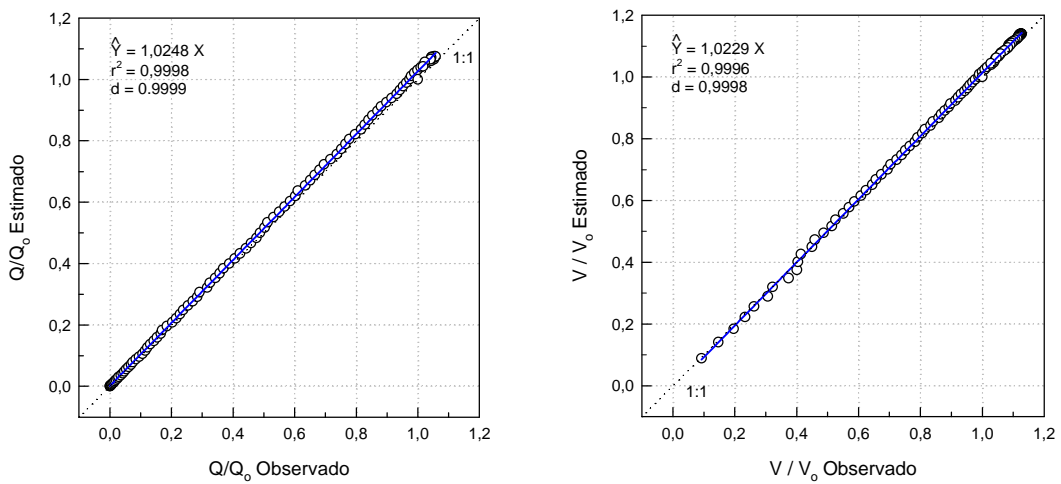 1,2
1,0
0,8
0,6
0,4
0,2
0,0
Q/Qo Estimado
Ŷ = 1,0248 X
r² = 0,9998
d = 0.9999
1:1
0,0 0,2 0,4 0,6 0,8 1,0 1,2
Q/Qo Observado
1,2
1,0
0,8
0,6
0,4
0,2
0,0
V / Vo Estimado
Ŷ = 1,0229 X
r² = 0,9996
d = 0,9998
1:1
0,0 0,2 0,4 0,6 0,8 1,0 1,2
V / Vo Observado